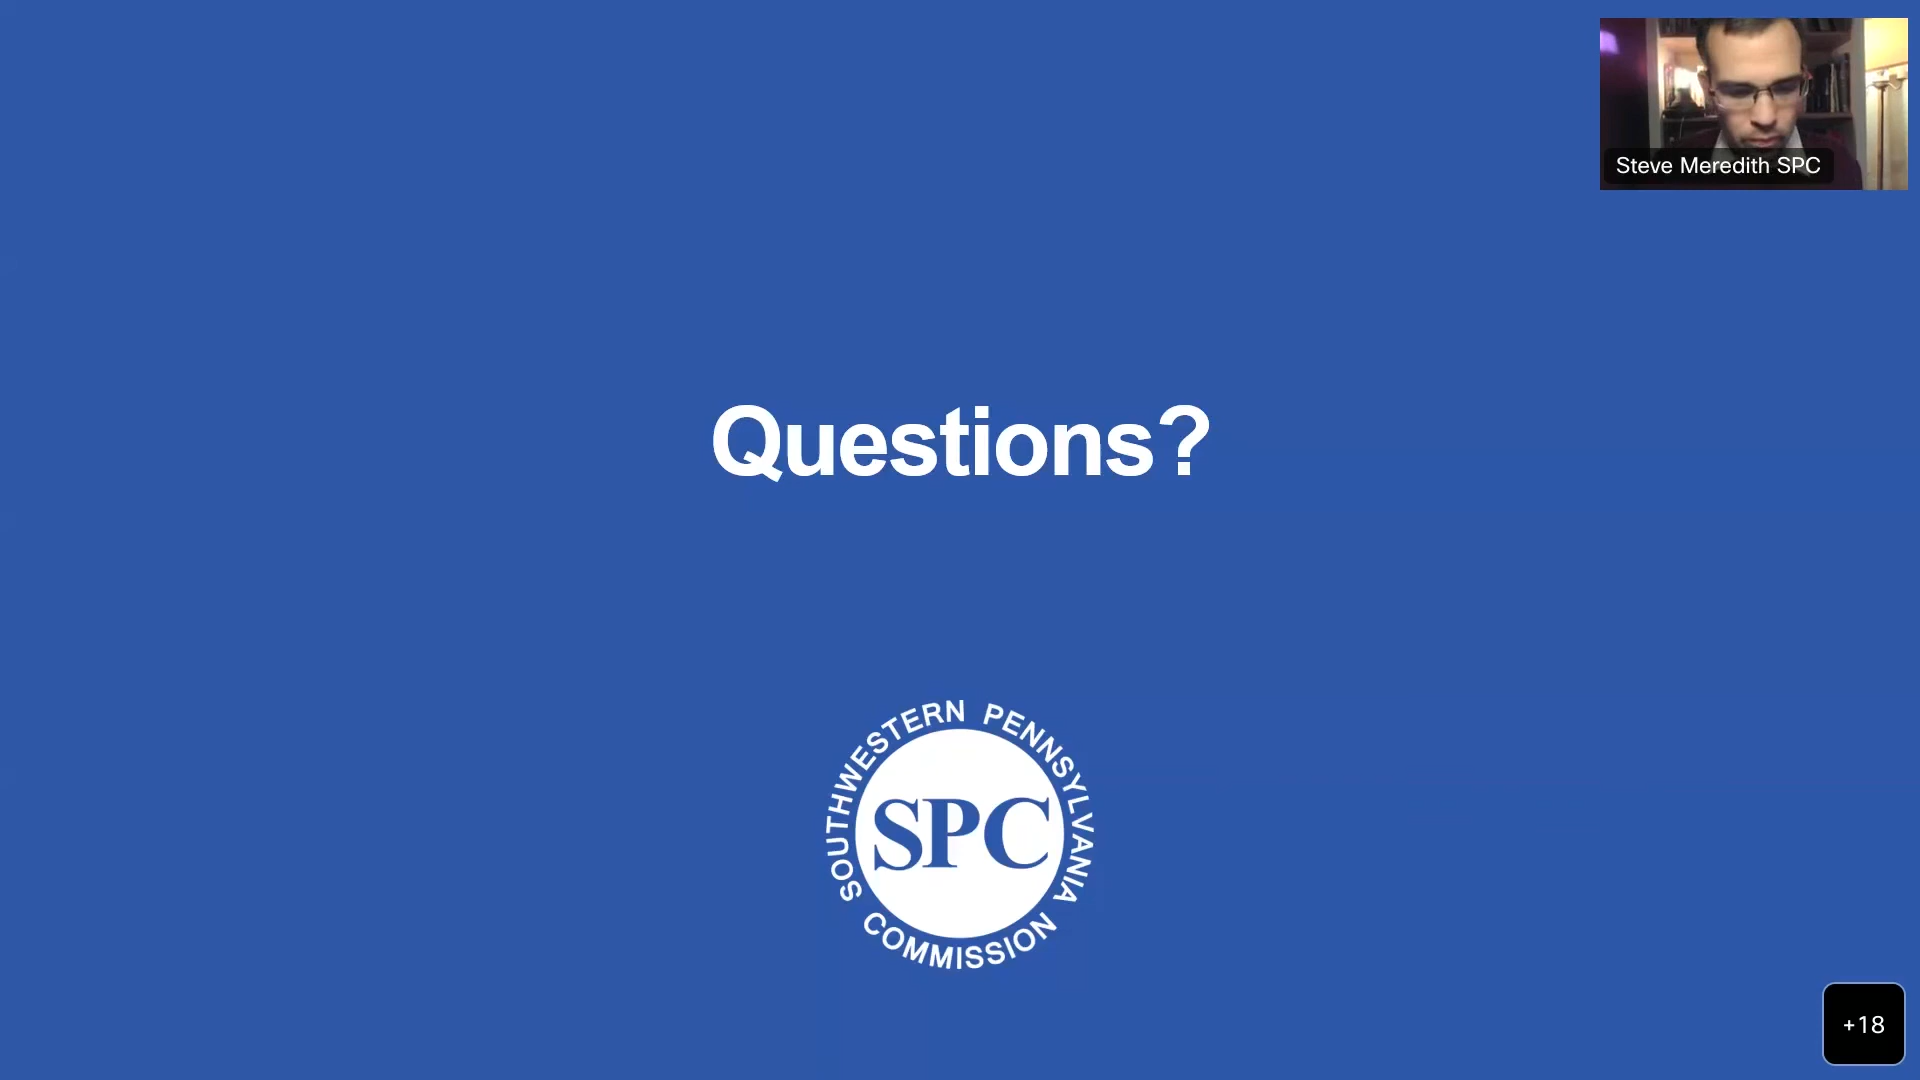 Steve Meredith SPC
Questions?
SOUTHWESTERN PENNSYLVANIA
SPC
COMMISSION
+18